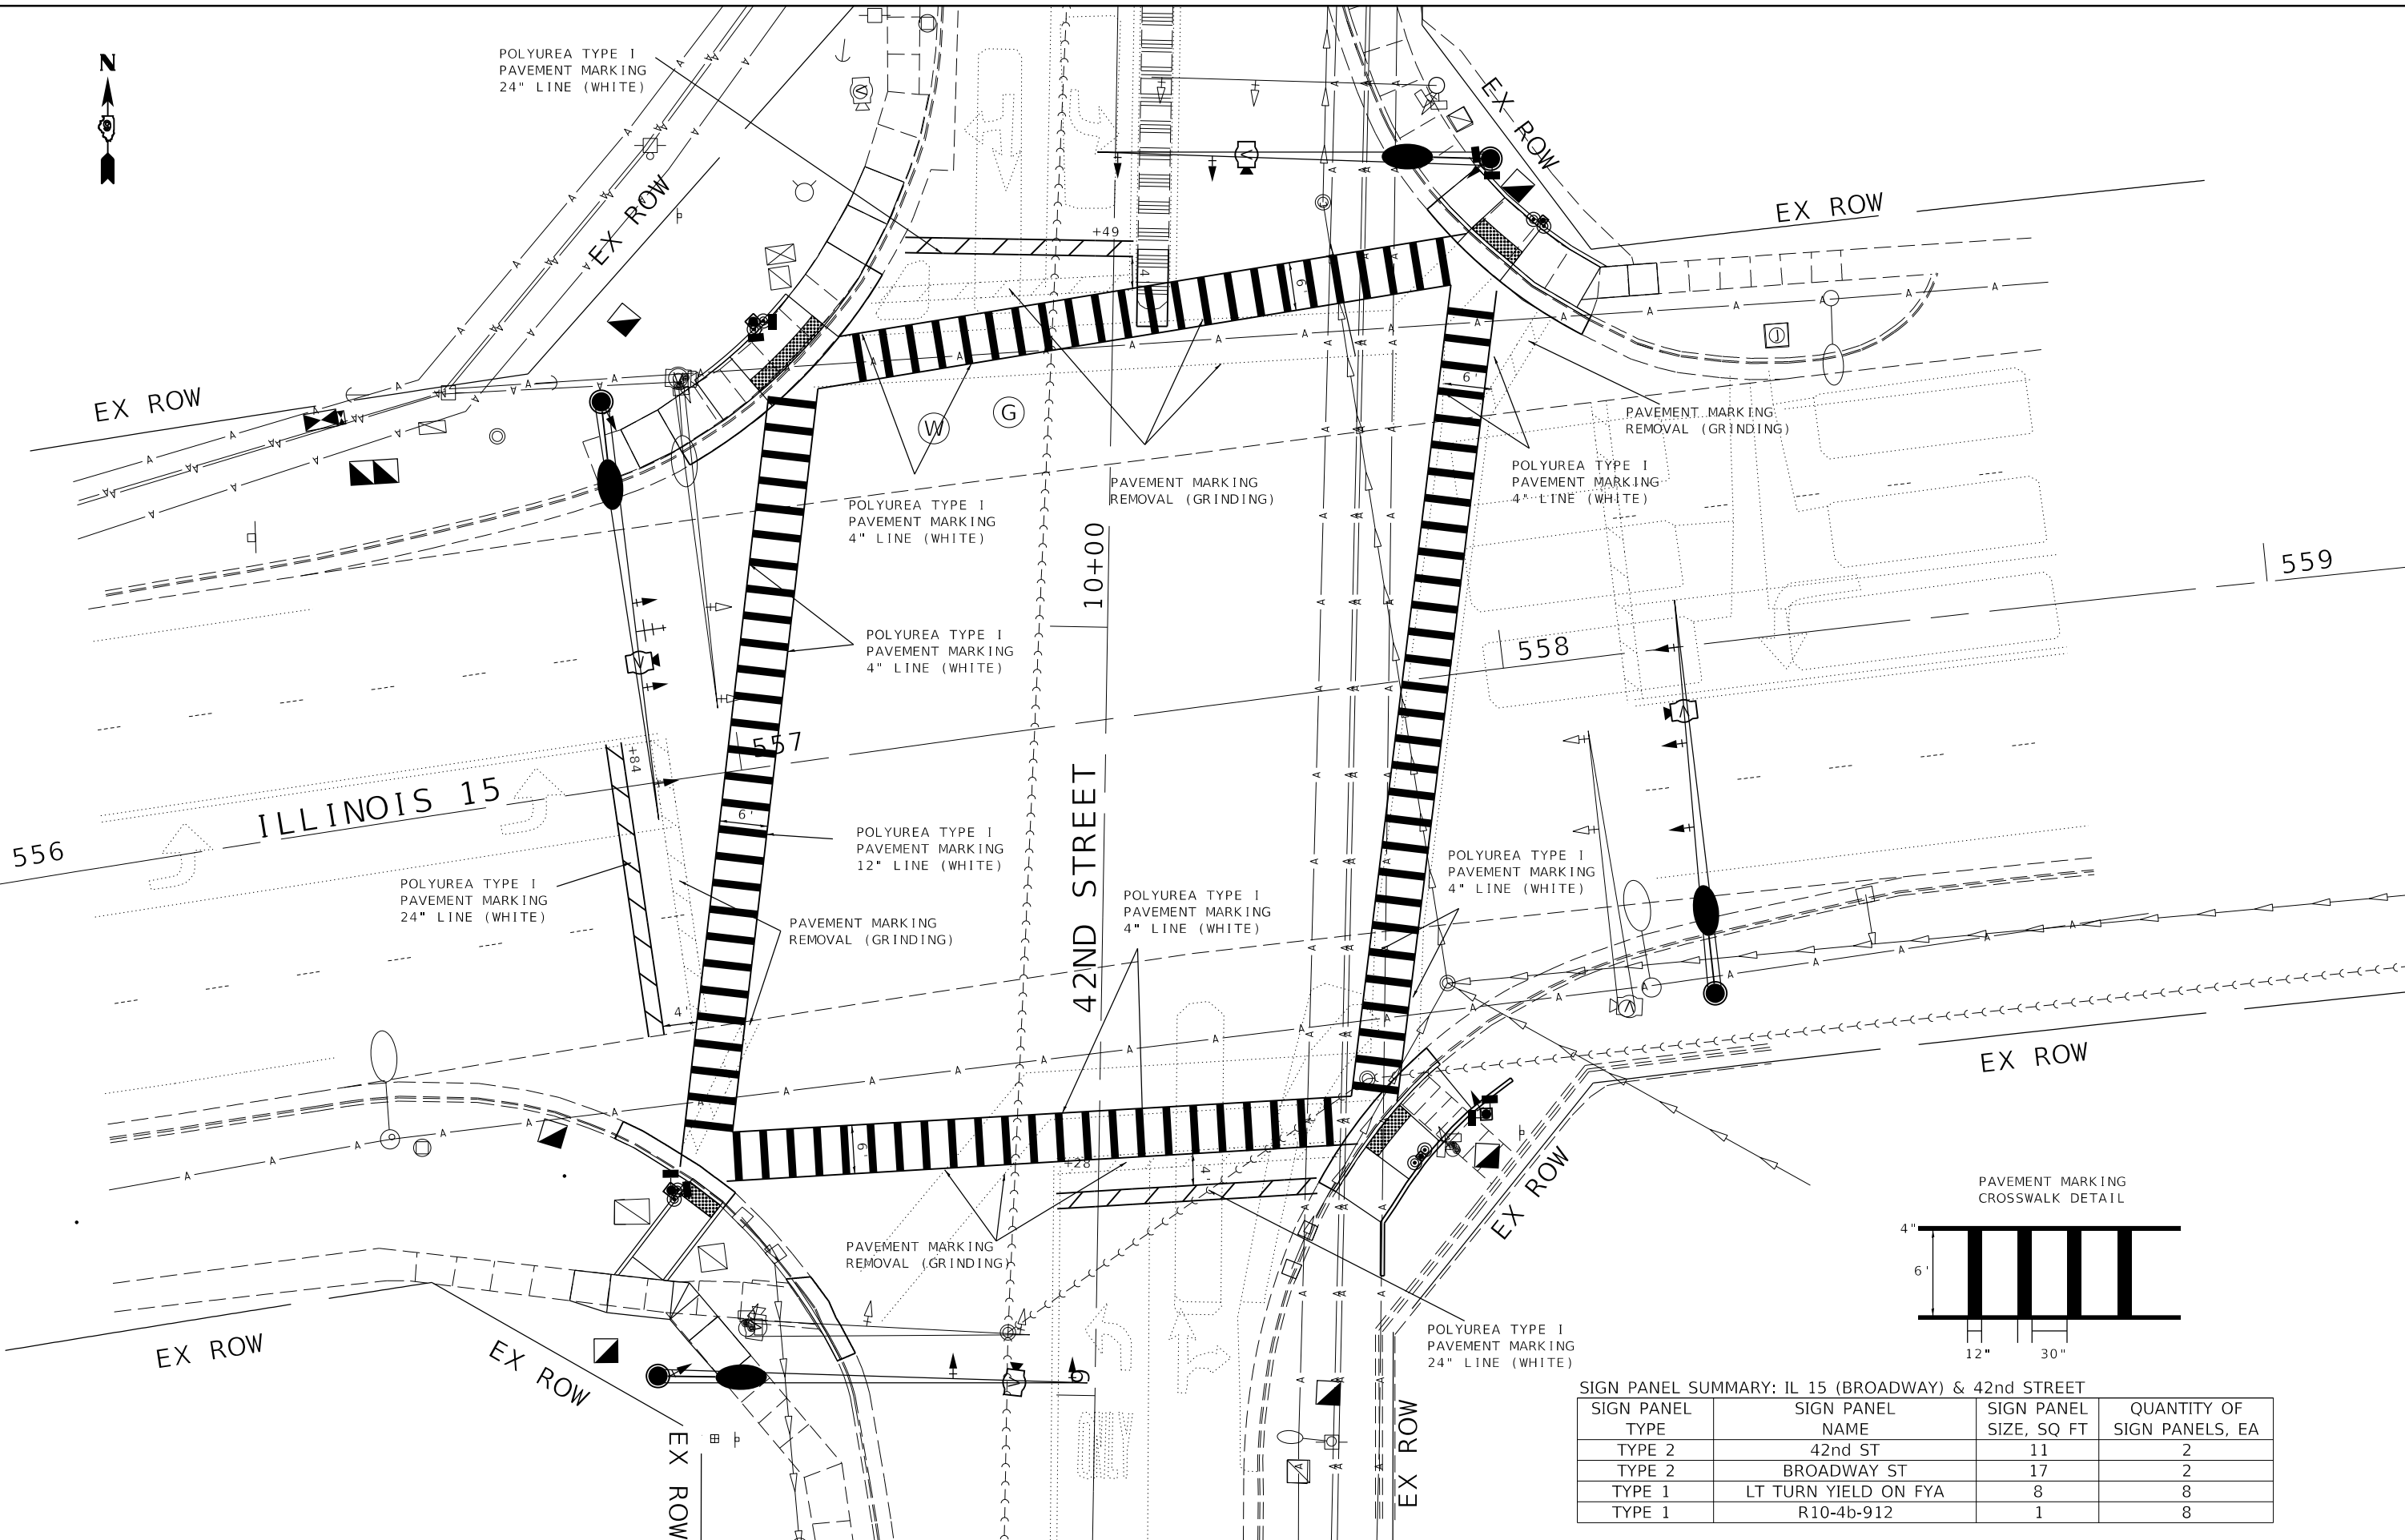 N
POLYUREA TYPE I
PAVEMENT MARKING
24" LINE (WHITE)
EX ROW
EX ROW
EX ROW
EX ROW
+49
4'
6'
6'
J
W
G
V
V
PAVEMENT MARKING
REMOVAL (GRINDING)
POLYUREA TYPE I
PAVEMENT MARKING
4" LINE (WHITE)
PAVEMENT MARKING
REMOVAL (GRINDING)
POLYUREA TYPE I
PAVEMENT MARKING
4" LINE (WHITE)
10+00
559
558
557
556
POLYUREA TYPE I
PAVEMENT MARKING
4" LINE (WHITE)
+84
ILLINOIS 15
6'
42ND STREET
POLYUREA TYPE I
PAVEMENT MARKING
12" LINE (WHITE)
POLYUREA TYPE I
PAVEMENT MARKING
4" LINE (WHITE)
POLYUREA TYPE I
PAVEMENT MARKING
24" LINE (WHITE)
POLYUREA TYPE I
PAVEMENT MARKING
4" LINE (WHITE)
PAVEMENT MARKING
REMOVAL (GRINDING)
4'
EX ROW
6'
+28
4'
EX ROW
PAVEMENT MARKING
REMOVAL (GRINDING)
PAVEMENT MARKING
CROSSWALK DETAIL
4"
6'
12"
30"
POLYUREA TYPE I
PAVEMENT MARKING
24" LINE (WHITE)
EX ROW
EX ROW
EX ROW
EX ROW
9
ONLY
SIGN PANEL SUMMARY: IL 15 (BROADWAY) & 42nd STREET
SIGN PANEL TYPE SIGN PANEL NAME SIGN PANEL SIZE, SQ FT QUANTITY OF SIGN PANELS, EA
TYPE 2 42nd ST 11 2
TYPE 2 BROADWAY ST 17 2
TYPE 1 LT TURN YIELD ON FYA 8 8
TYPE 1 R10-4b-912 1 8